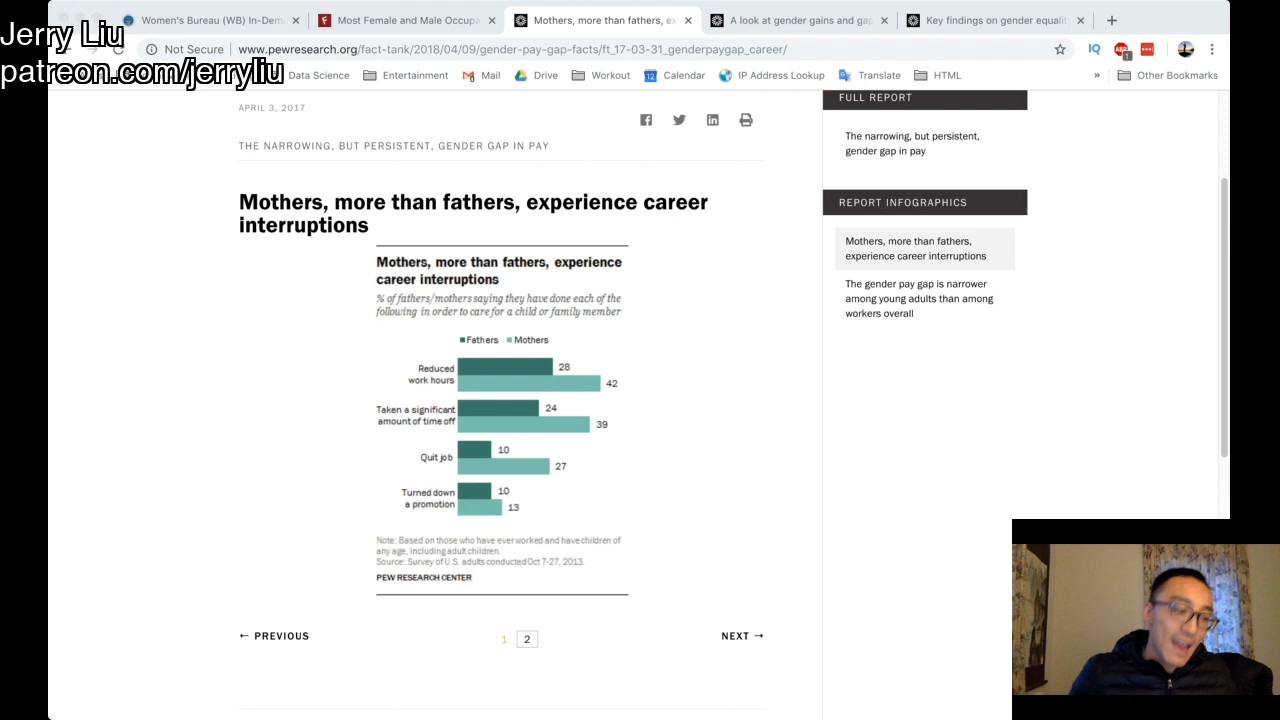 Jerry Liu
patreon.com/jerryliu
Women's Bureau (WB) In-Dem
Most Female and Male Occupa
Mothers, more than fathers, ex
A look at gender gains and gap
Key findings on gender equality
Not Secure
www.pewresearch.org/fact-tank/2018/04/09/gender-pay-gap-facts/ft_17-03-31_genderpaygap_career/
IQ
ABP
1
Data Science
Entertainment
Mail
Drive
Workout
12
Calendar
IP Address Lookup
Translate
HTML
»
Other Bookmarks
APRIL 3, 2017
THE NARROWING, BUT PERSISTENT, GENDER GAP IN PAY
Mothers, more than fathers, experience career
interruptions
Mothers, more than fathers, experience
career interruptions
% of fathers/mothers saying they have done each of the
following in order to care for a child or family member
Fathers Mothers
Reduced
work hours
28
42
Taken a significant
amount of time off
24
39
Quit job
10
27
Turned down
a promotion
10
13
Note: Based on those who have ever worked and have children of
any age, including adult children.
Source: Survey of U.S. adults conducted Oct 7-27, 2013.
PEW RESEARCH CENTER
← PREVIOUS
1 2
NEXT →
FULL REPORT
The narrowing, but persistent,
gender gap in pay
REPORT INFOGRAPHICS
Mothers, more than fathers,
experience career interruptions
The gender pay gap is narrower
among young adults than among
workers overall